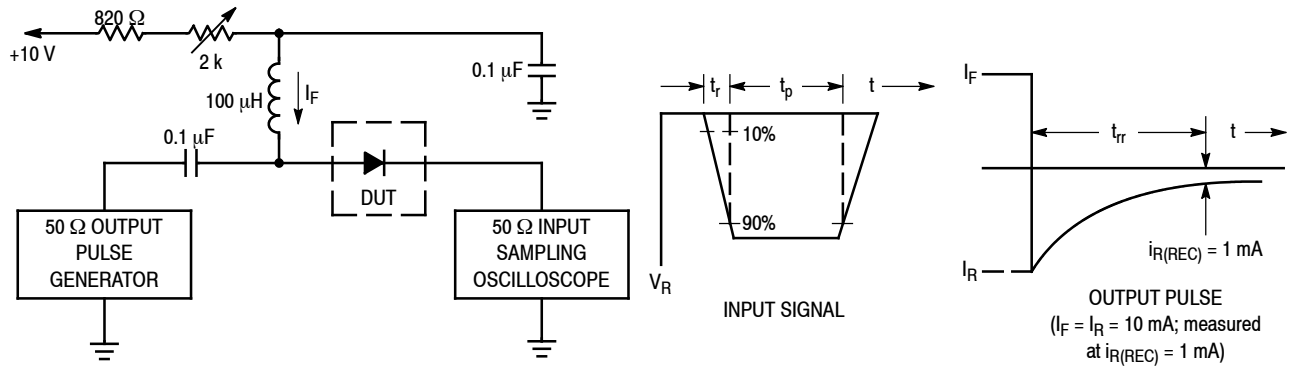 820 Ω
+10 V
2 k
0.1 µF
100 µH
I_F
0.1 µF
DUT
50 Ω OUTPUT
PULSE
GENERATOR
50 Ω INPUT
SAMPLING
OSCILLOSCOPE
t_r
t_p
t
10%
90%
V_R
INPUT SIGNAL
I_F
t_rr
t
I_R
i_R(REC) = 1 mA
OUTPUT PULSE
(I_F = I_R = 10 mA; measured
at i_R(REC) = 1 mA)